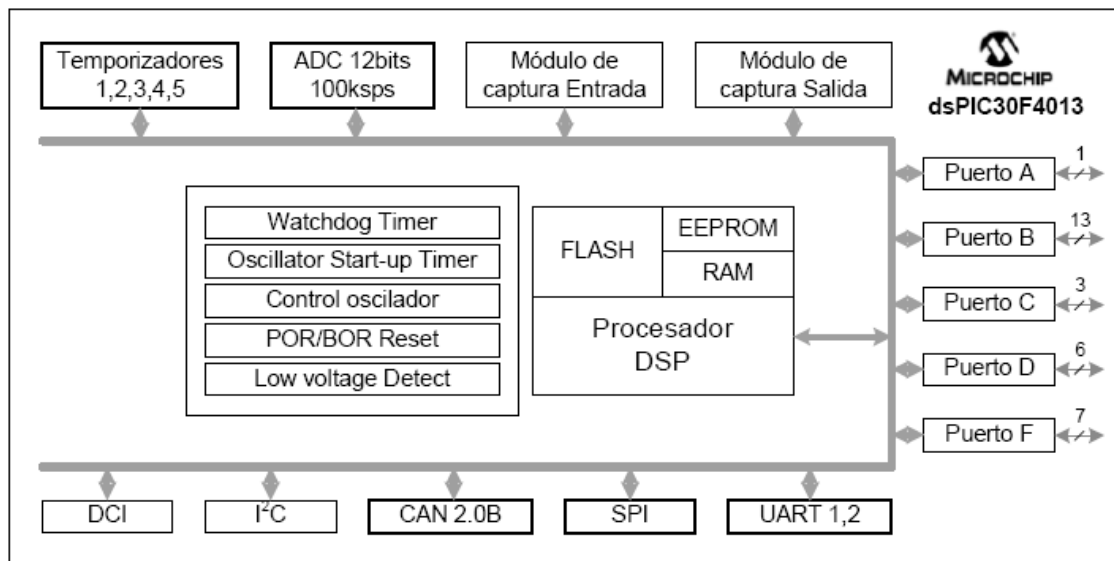 Temporizadores
1,2,3,4,5
ADC 12bits
100ksps
Módulo de
captura Entrada
Módulo de
captura Salida
MICROCHIP
dsPIC30F4013
Watchdog Timer
Oscillator Start-up Timer
Control oscilador
POR/BOR Reset
Low voltage Detect
FLASH
EEPROM
RAM
Procesador
DSP
Puerto A
1
Puerto B
13
Puerto C
3
Puerto D
6
Puerto F
7
DCI
I²C
CAN 2.0B
SPI
UART 1,2